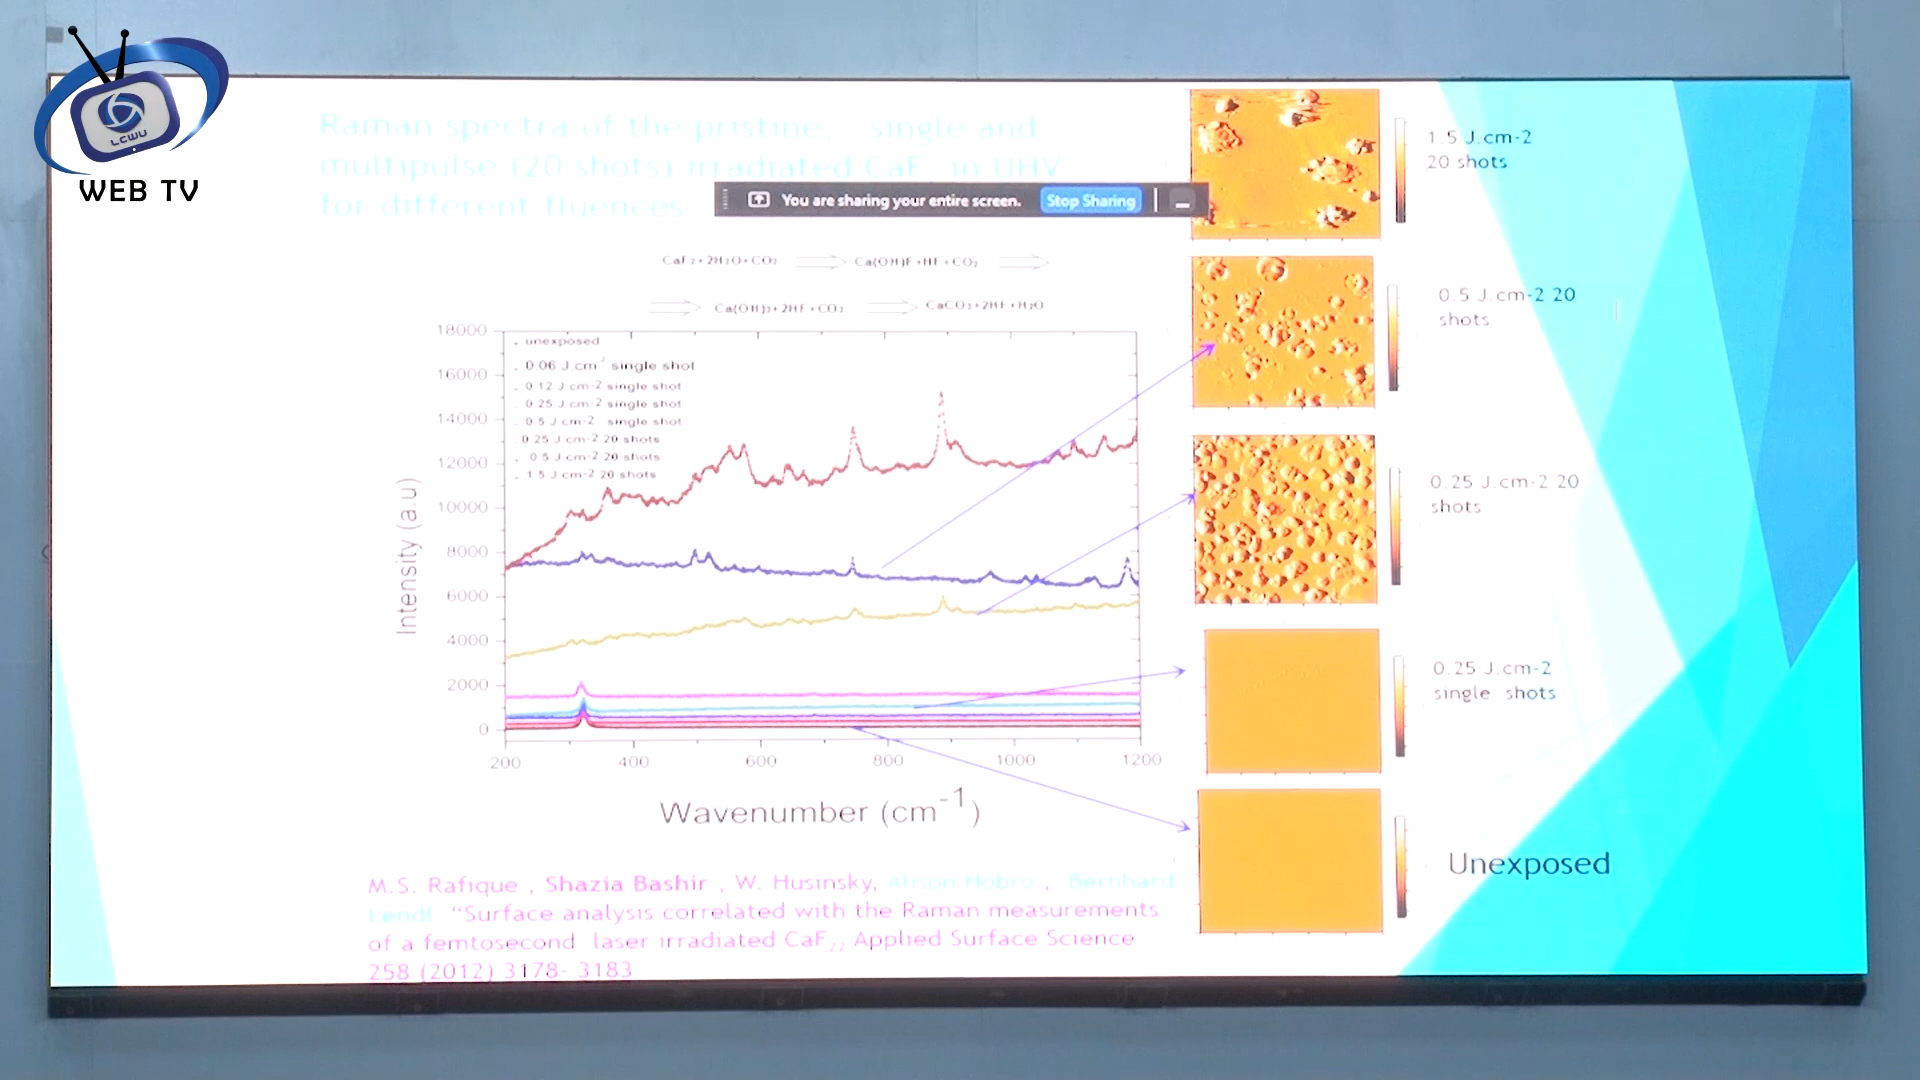 LCWU
WEB TV
Raman spectra of the pristine, single and
multipulse (20 shots) irradiated CaF₂ in UHV
for different fluences
You are sharing your entire screen. Stop Sharing
CaF₂+2H₂O+CO₂ Ca(OH)F+HF+CO₂
Ca(OH)₂+2HF+CO₂ CaCO₃+2HF+H₂O
18000
16000
14000
12000
10000
8000
6000
4000
2000
0
unexposed
0.06 J.cm⁻² single shot
0.12 J.cm-2 single shot
0.25 J.cm-2 single shot
0.5 J.cm-2 single shot
0.25 J.cm-2 20 shots
0.5 J.cm-2 20 shots
1.5 J.cm-2 20 shots
Intensity (a.u)
200 400 600 800 1000 1200
Wavenumber (cm⁻¹)
1.5 J.cm-2
20 shots
0.5 J.cm-2 20
shots
0.25 J.cm-2 20
shots
0.25 J.cm-2
single shots
Unexposed
M.S. Rafique , Shazia Bashir , W. Husinsky, Alison Hobro , Bernhard
Lendl "Surface analysis correlated with the Raman measurements
of a femtosecond laser irradiated CaF₂,, Applied Surface Science
258 (2012) 3178- 3183